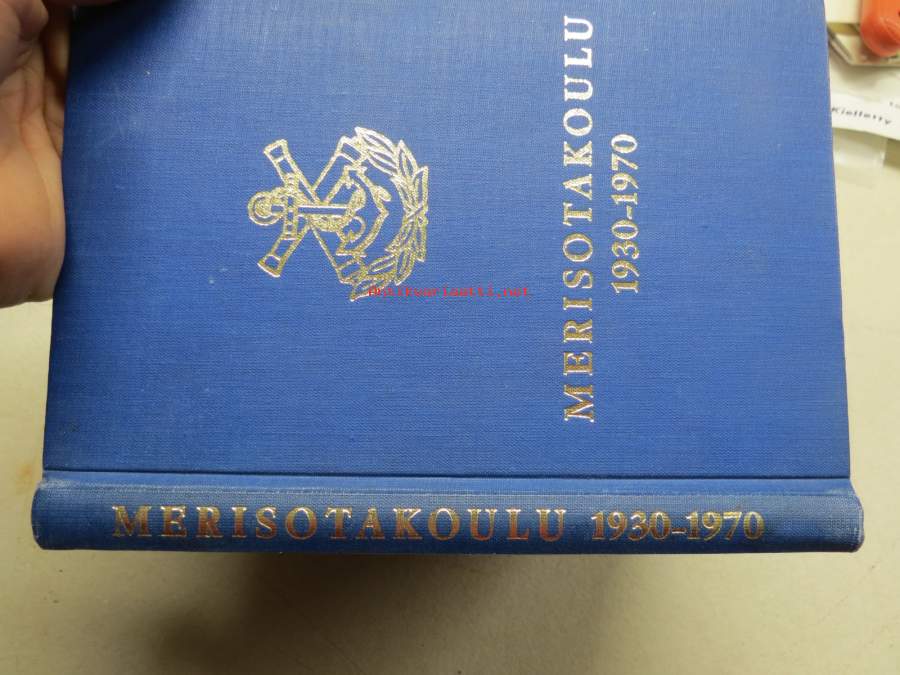 MERISOTAKOULU
1930-1970
Kielletty
Antikvariaatti.net
MERISOTAKOULU 1930-1970